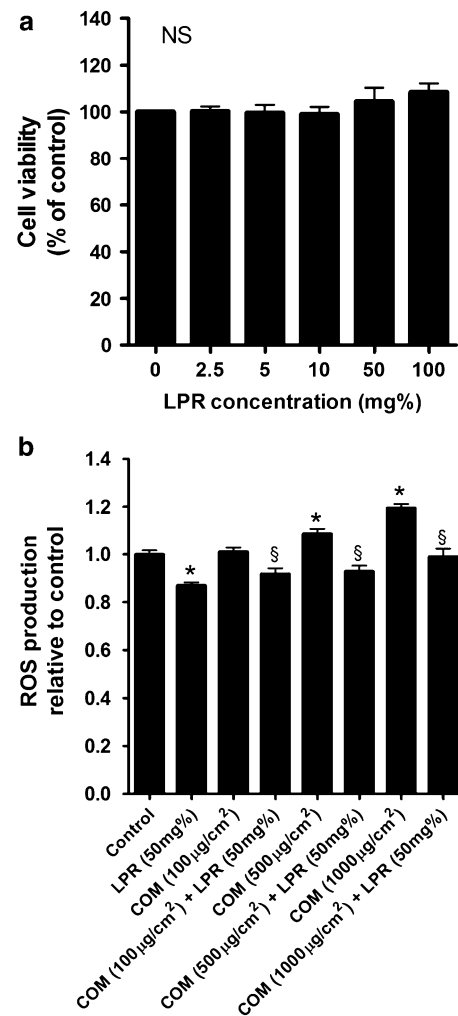 a
NS
140
120
100
80
60
40
20
0
Cell viability
(% of control)
0 2.5 5 10 50 100
LPR concentration (mg%)
b
1.4
1.2
1.0
0.8
0.6
0.4
0.2
0.0
ROS production
relative to control
* § * § * §
Control
LPR (50mg%)
COM (100µg/cm²)
COM (100µg/cm²) + LPR (50mg%)
COM (500µg/cm²)
COM (500µg/cm²) + LPR (50mg%)
COM (1000µg/cm²)
COM (1000µg/cm²) + LPR (50mg%)